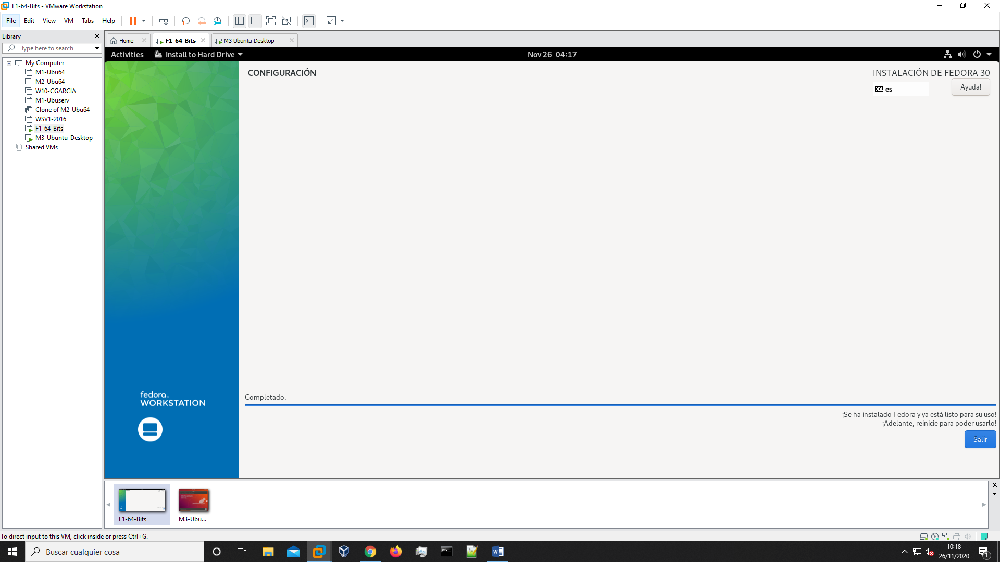 F1-64-Bits - VMware Workstation
File Edit View VM Tabs Help
Library
Type here to search
My Computer
M1-Ubu64
M2-Ubu64
W10-CGARCIA
M1-Ubuserv
Clone of M2-Ubu64
WSV1-2016
F1-64-Bits
M3-Ubuntu-Desktop
Shared VMs
Home F1-64-Bits M3-Ubuntu-Desktop
Activities Install to Hard Drive Nov 26 04:17
CONFIGURACIÓN
INSTALACIÓN DE FEDORA 30
es
Ayuda!
fedora
WORKSTATION
Completado.
¡Se ha instalado Fedora y ya está listo para su uso!
¡Adelante, reinicie para poder usarlo!
Salir
F1-64-Bits M3-Ubu...
To direct input to this VM, click inside or press Ctrl+G.
Buscar cualquier cosa
10:18
26/11/2020
1